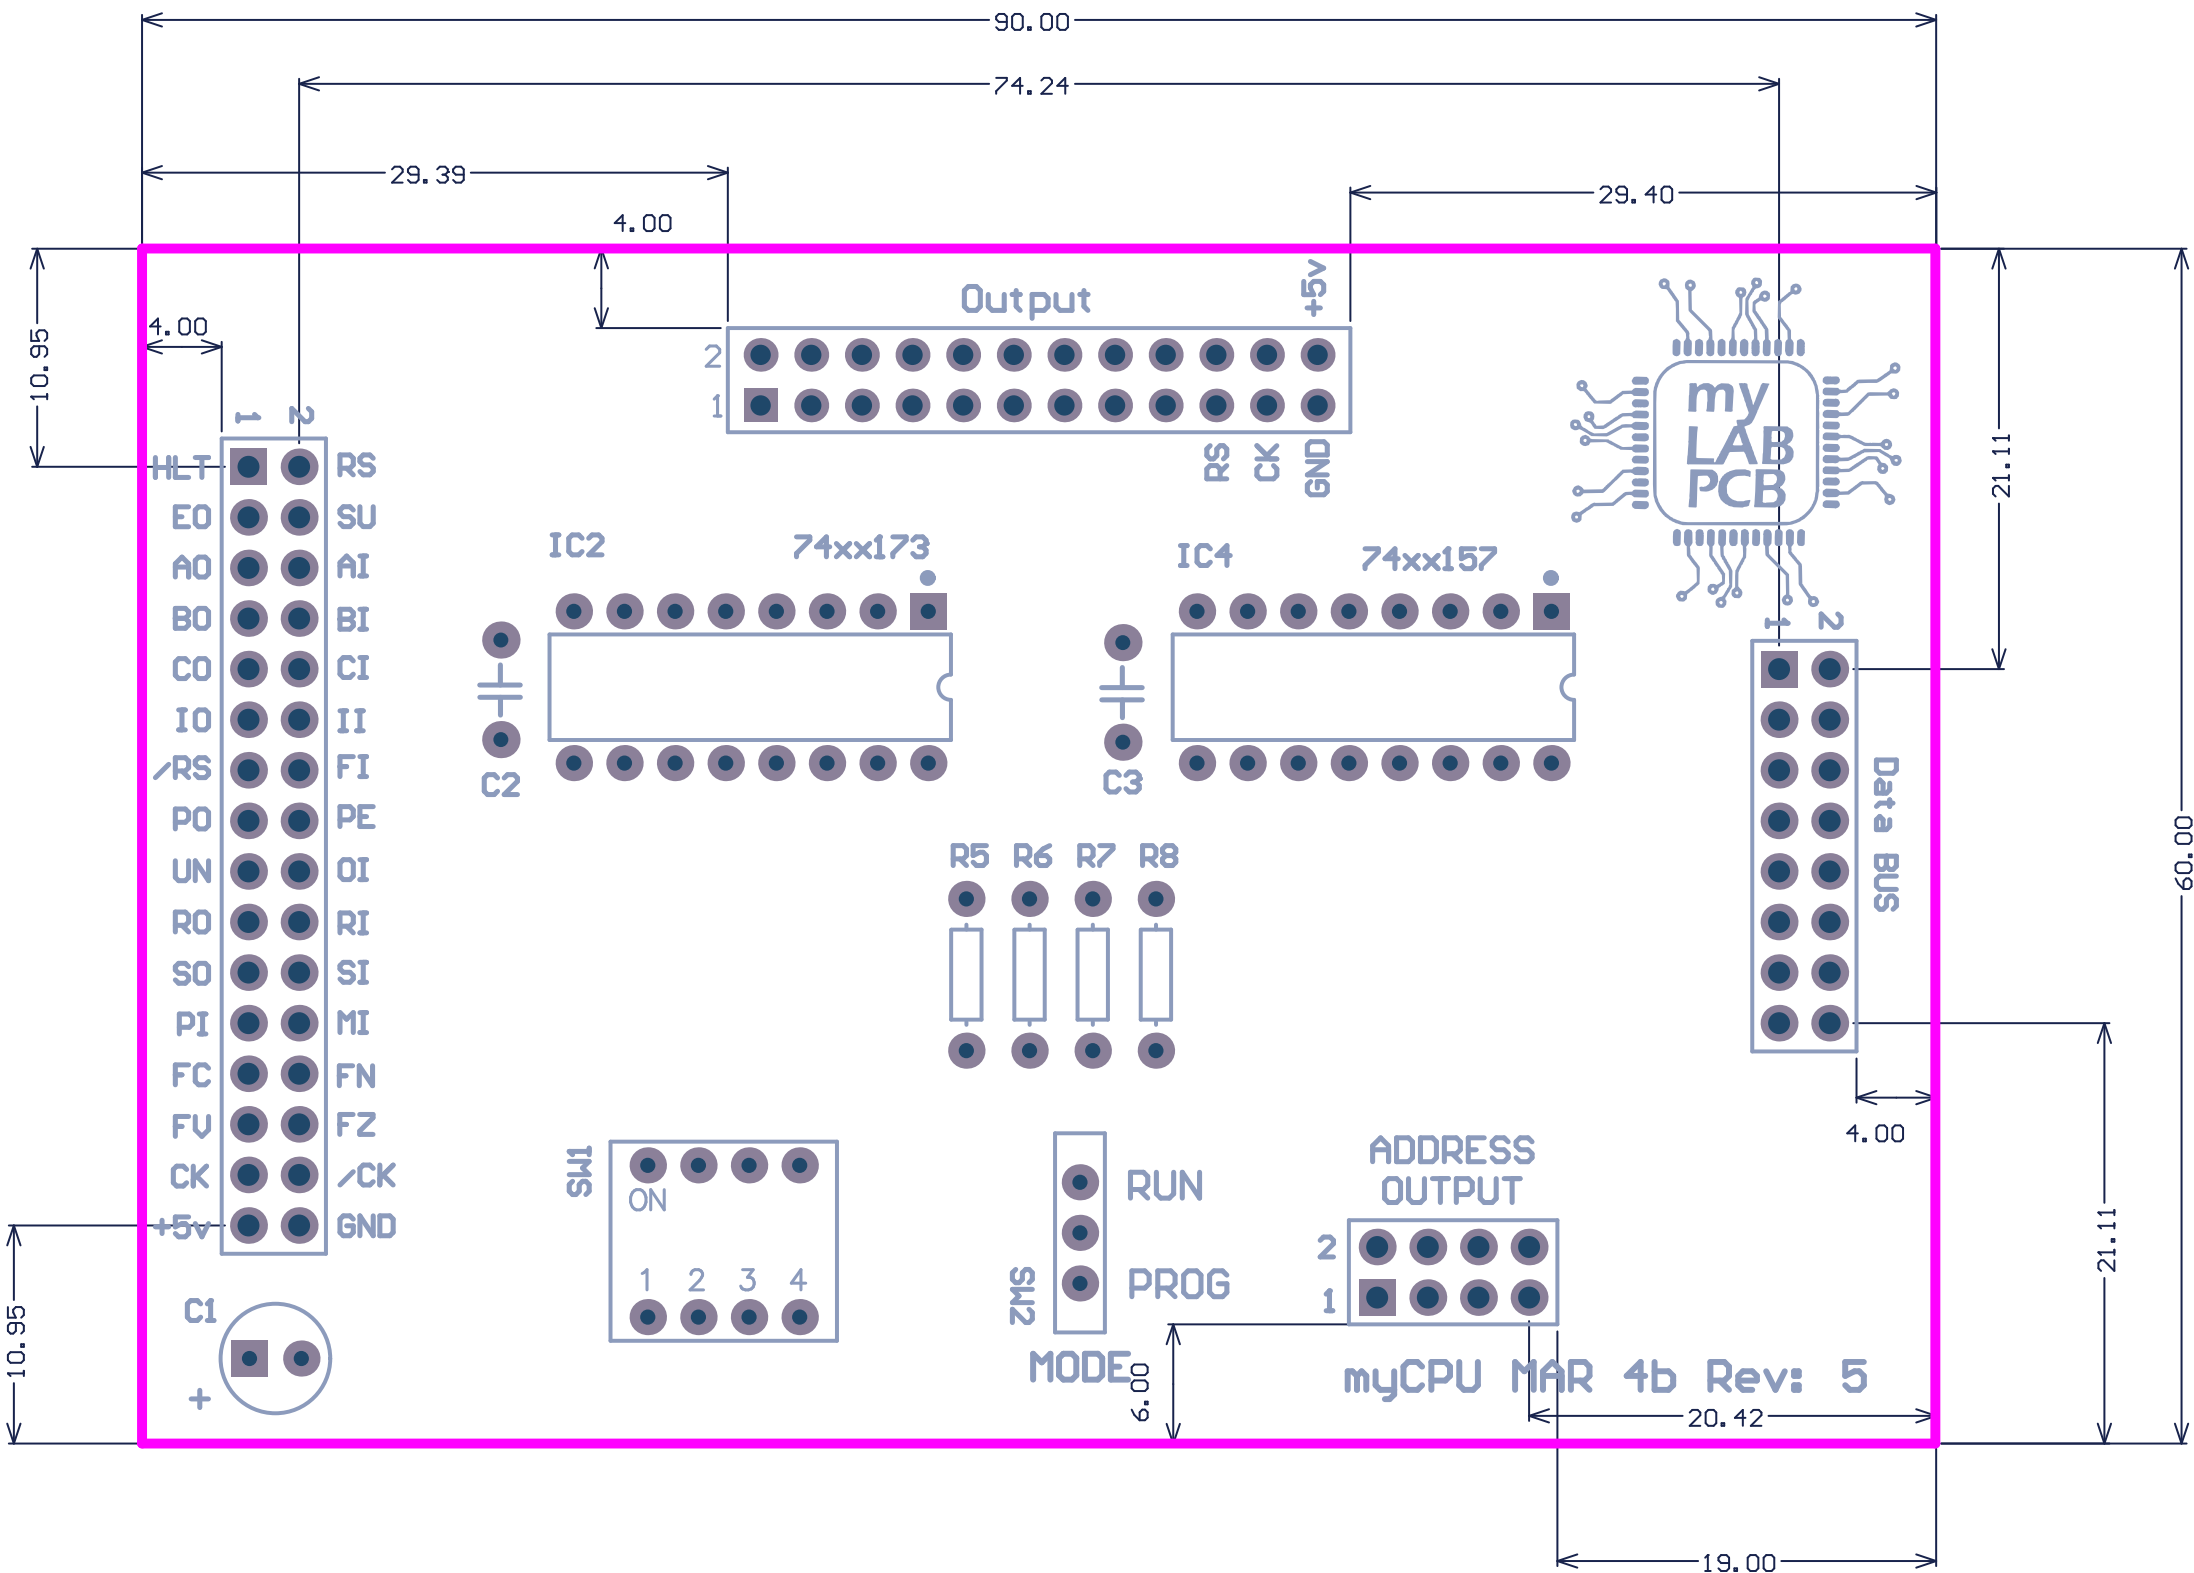 90.00
74.24
29.39
29.40
4.00
10.95
4.00
Output
+5v
2
1
RS
CK
GND
my
LAB
PCB
21.11
60.00
1 2
HLT RS
EO SU
AO AI
BO BI
CO CI
IO II
/RS FI
PO PE
UN OI
RO RI
SO SI
PI MI
FC FN
FV FZ
CK /CK
+5v GND
IC2 74xx173
IC4 74xx157
C2
C3
1 2
Data BUS
R5 R6 R7 R8
4.00
21.11
SW1
ON
1 2 3 4
RUN
PROG
SW2
MODE
ADDRESS
OUTPUT
2
1
10.95
C1
+
6.00
myCPU MAR 4b Rev: 5
20.42
19.00